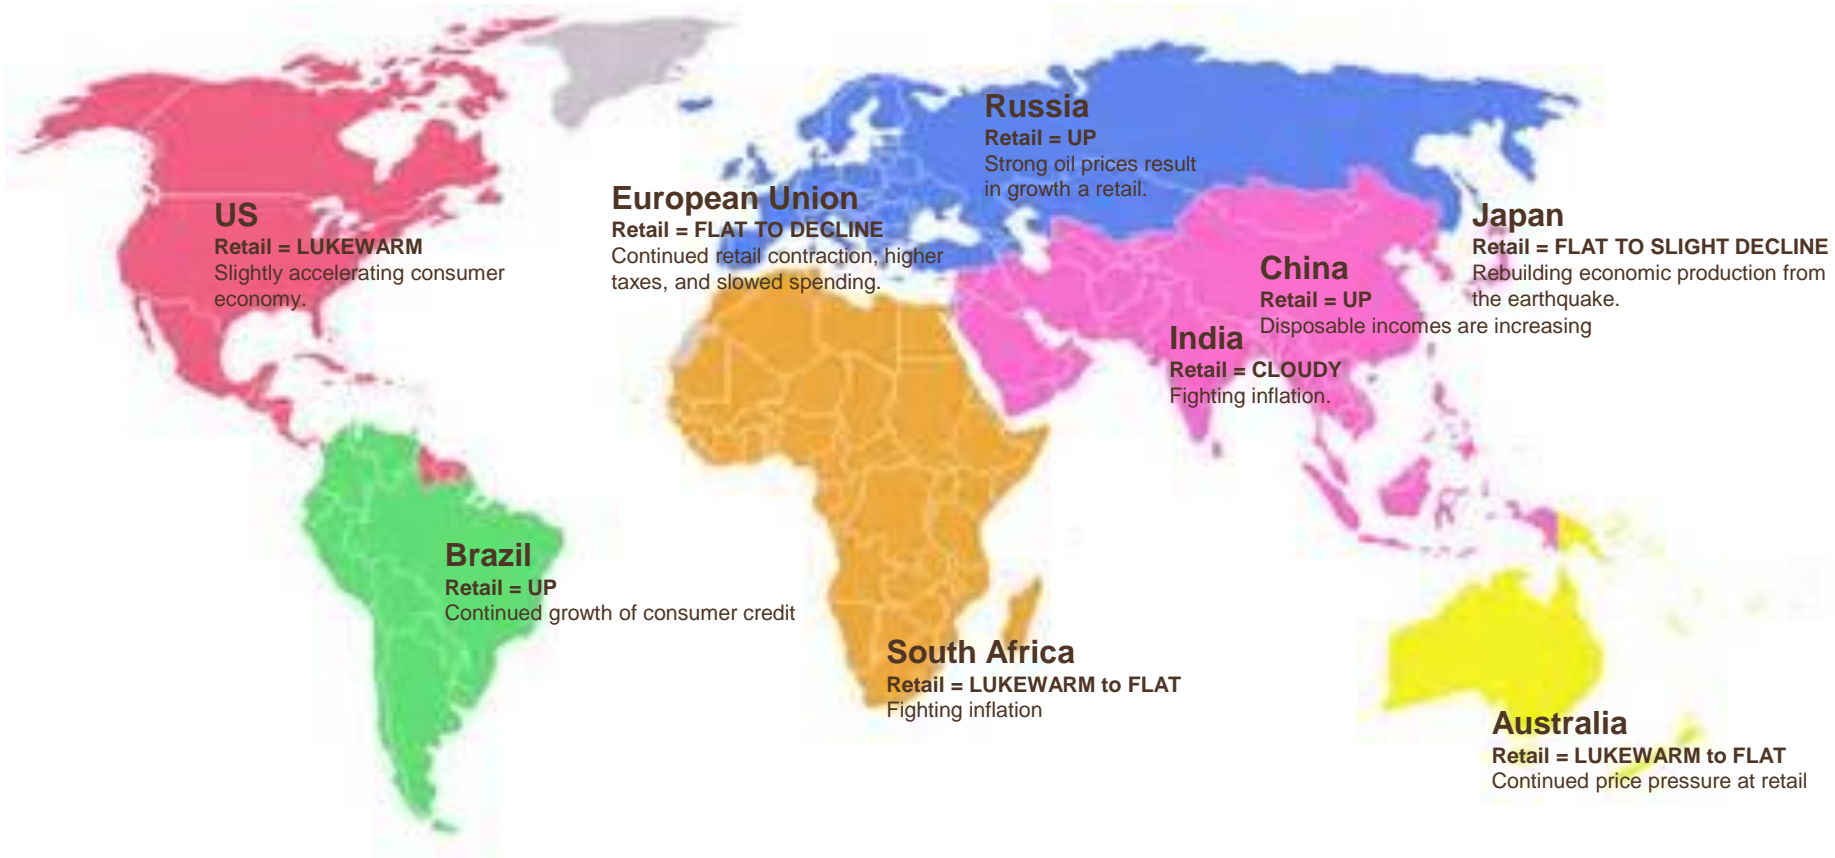 Russia
Retail = UP
Strong oil prices result
in growth a retail.
European Union
Retail = FLAT TO DECLINE
Continued retail contraction, higher
taxes, and slowed spending.
US
Retail = LUKEWARM
Slightly accelerating consumer
economy.
Japan
Retail = FLAT TO SLIGHT DECLINE
Rebuilding economic production from
the earthquake.
China
Retail = UP
Disposable incomes are increasing
India
Retail = CLOUDY
Fighting inflation.
Brazil
Retail = UP
Continued growth of consumer credit
South Africa
Retail = LUKEWARM to FLAT
Fighting inflation
Australia
Retail = LUKEWARM to FLAT
Continued price pressure at retail